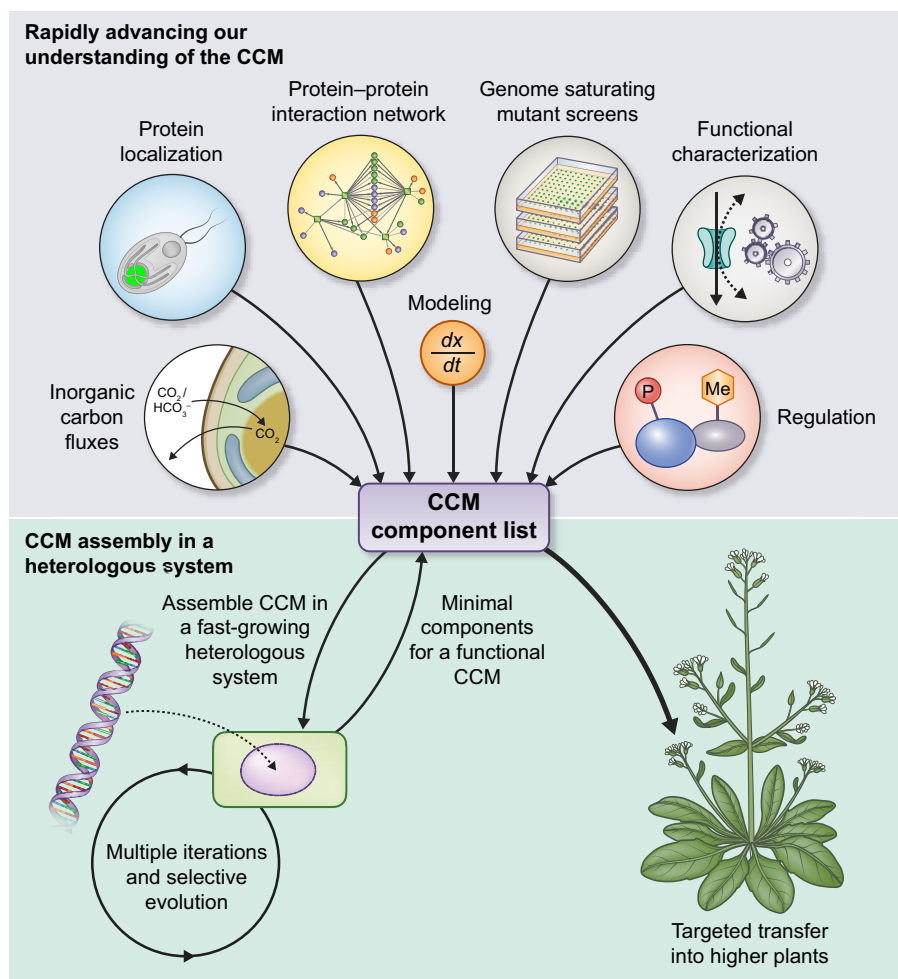 Rapidly advancing our
understanding of the CCM
Protein–protein
interaction network
Genome saturating
mutant screens
Protein
localization
Functional
characterization
Modeling
dx
dt
Inorganic
carbon
fluxes
CO₂/
HCO₃⁻
CO₂
P
Me
Regulation
CCM
component list
CCM assembly in a
heterologous system
Assemble CCM in
a fast-growing
heterologous
system
Minimal
components
for a functional
CCM
Multiple iterations
and selective
evolution
Targeted transfer
into higher plants